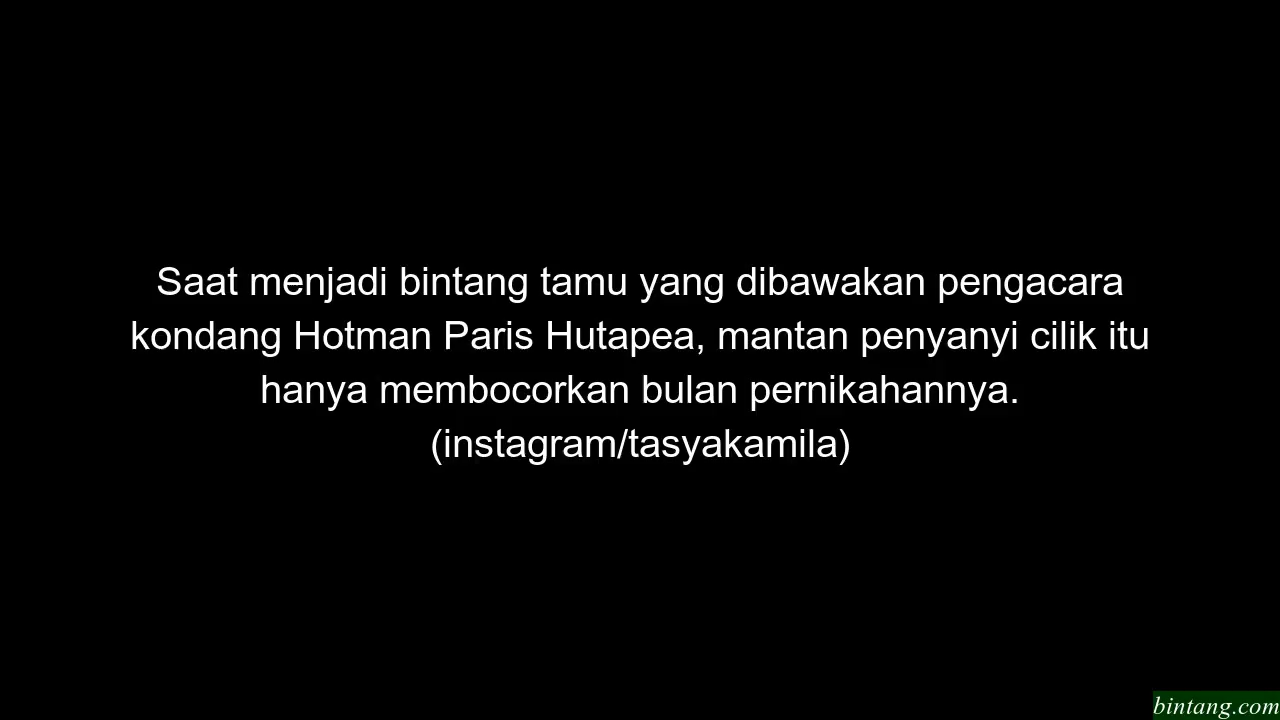 Saat menjadi bintang tamu yang dibawakan pengacara
kondang Hotman Paris Hutapea, mantan penyanyi cilik itu
hanya membocorkan bulan pernikahannya.
(instagram/tasyakamila)
bintang.com